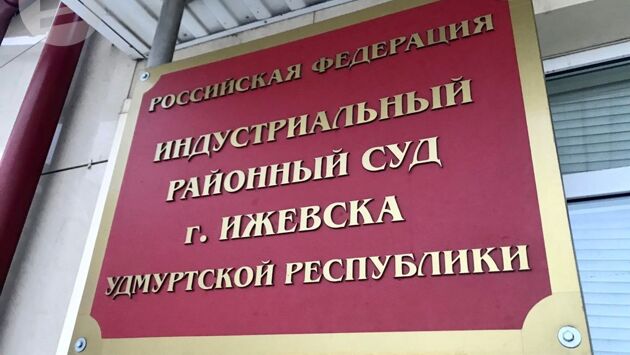 РОССИЙСКАЯ ФЕДЕРАЦИЯ
ИНДУСТРИАЛЬНЫЙ
РАЙОННЫЙ СУД
г. ИЖЕВСКА
УДМУРТСКОЙ РЕСПУБЛИКИ